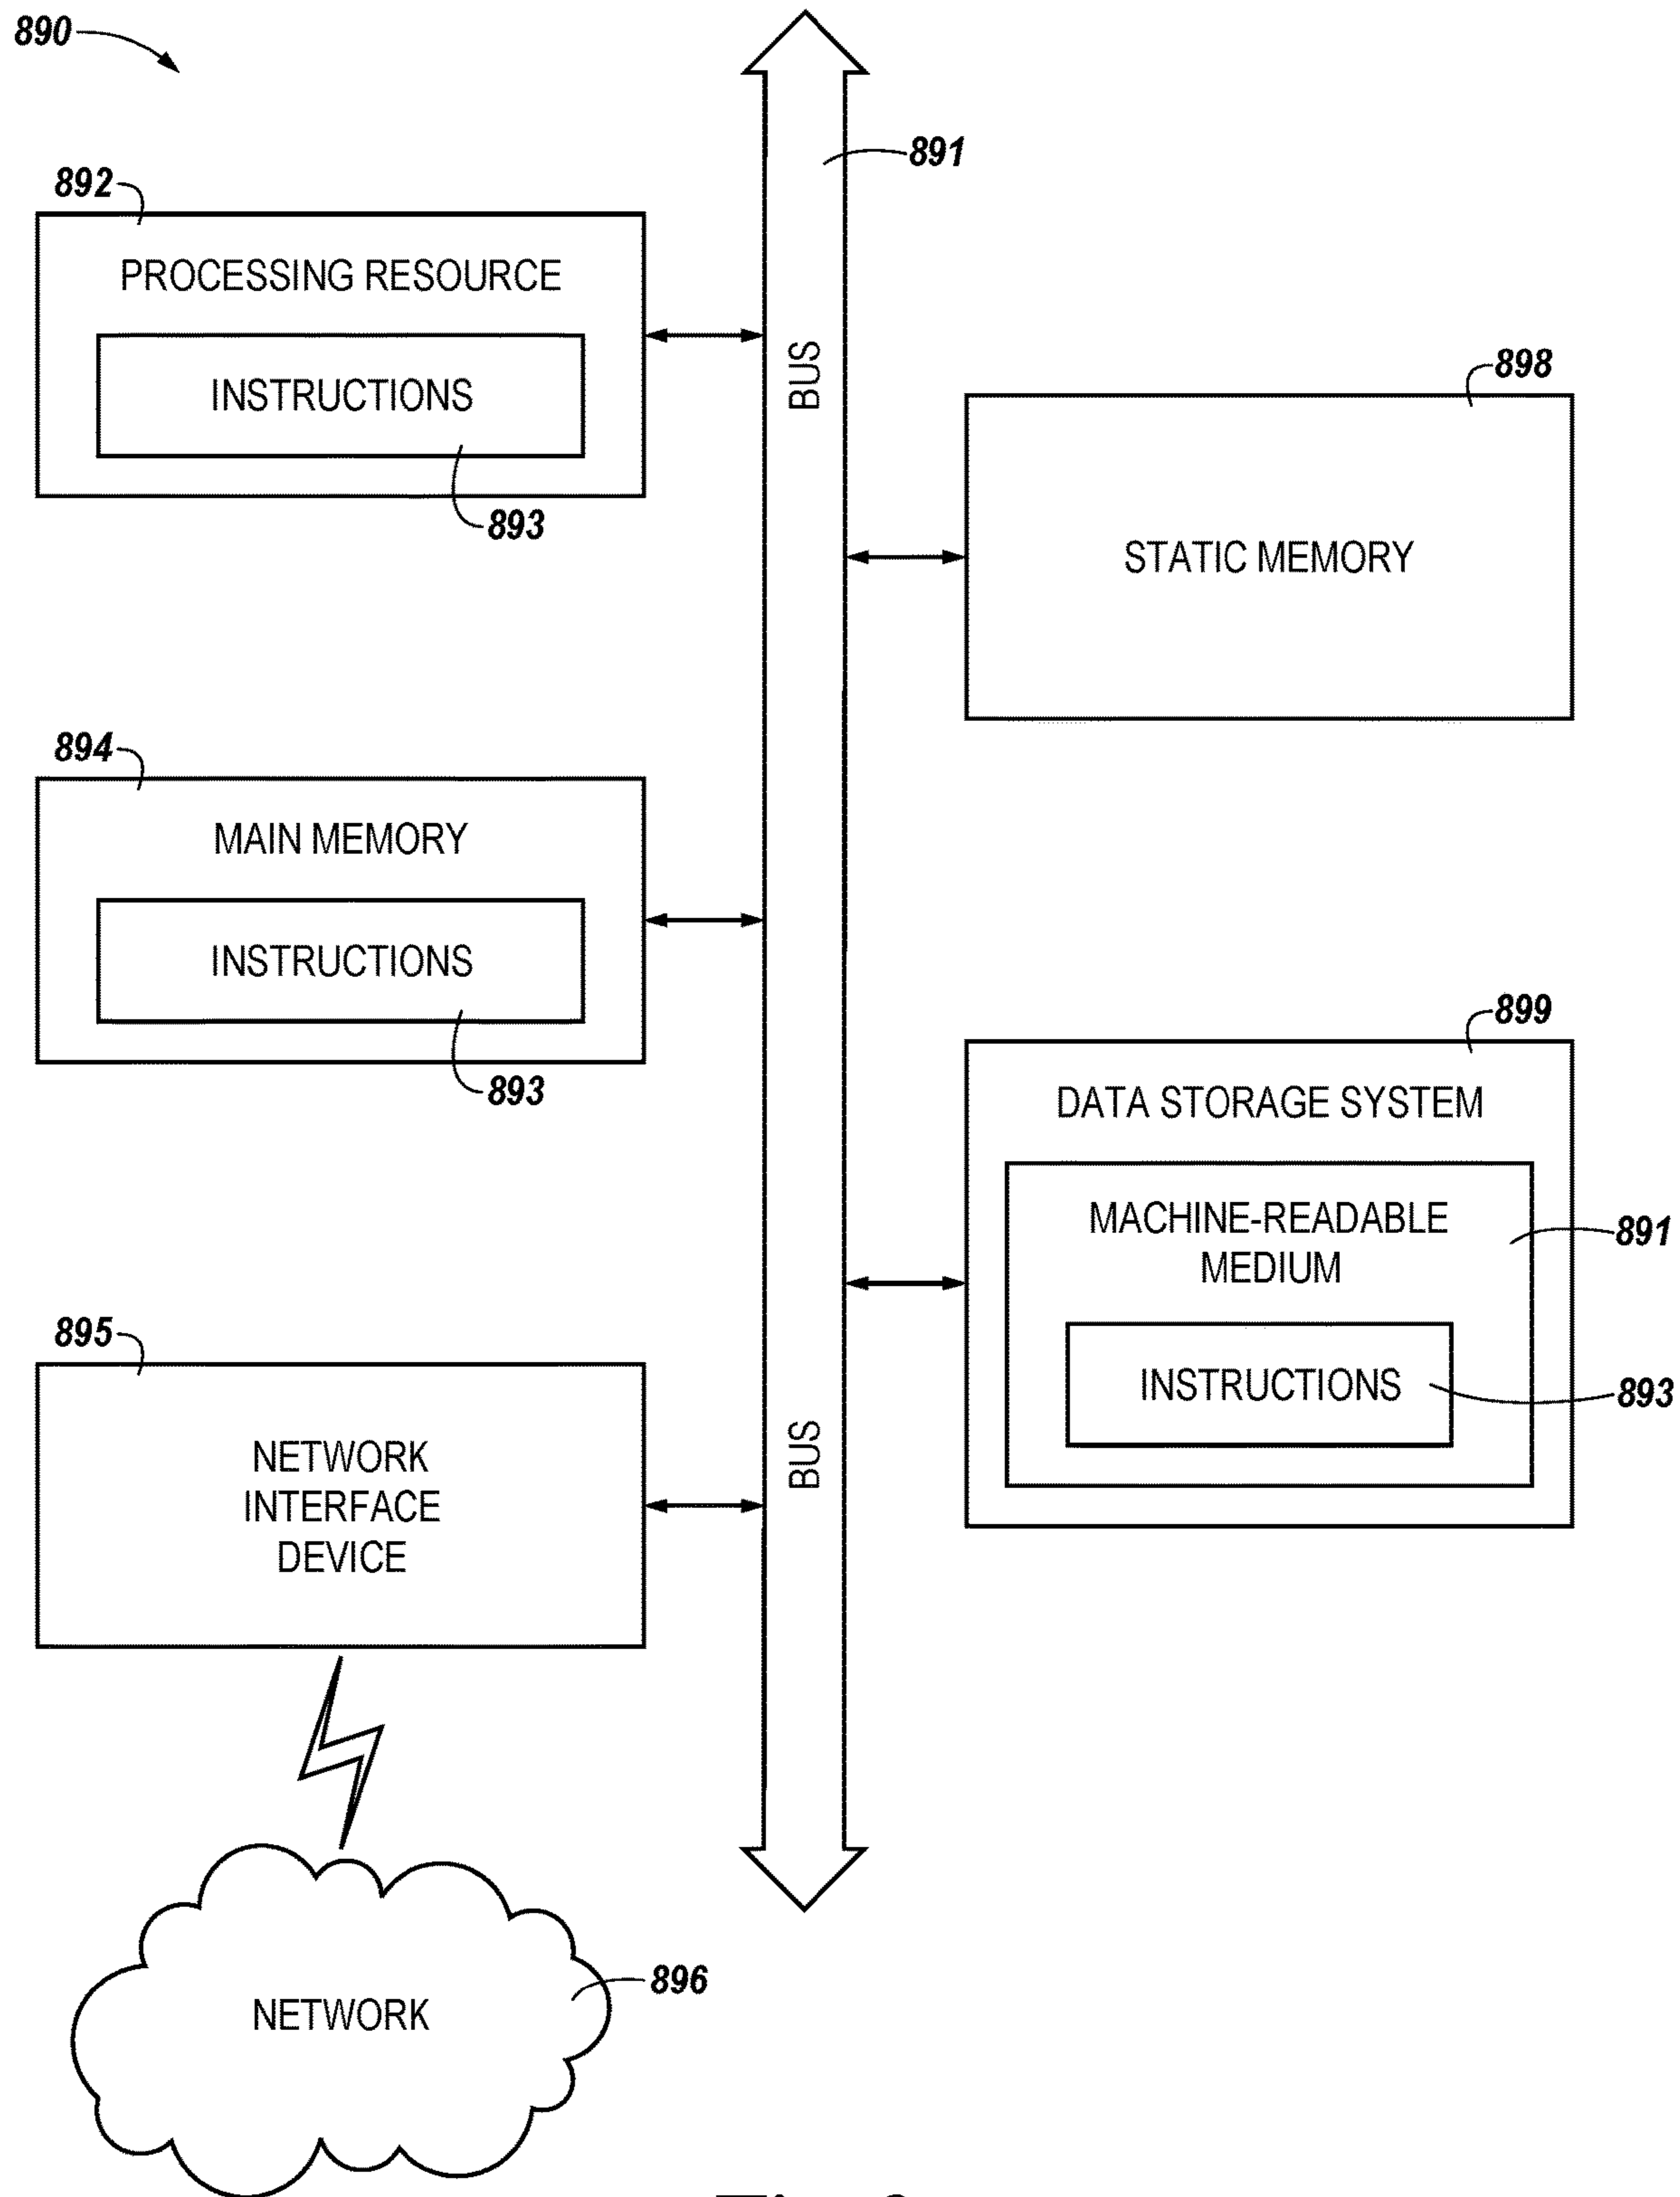 890
891
892
PROCESSING RESOURCE
INSTRUCTIONS
893
BUS
898
STATIC MEMORY
894
MAIN MEMORY
INSTRUCTIONS
893
899
DATA STORAGE SYSTEM
MACHINE-READABLE
MEDIUM
891
INSTRUCTIONS
893
895
NETWORK
INTERFACE
DEVICE
BUS
896
NETWORK